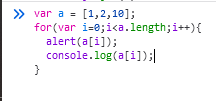 var a = [1,2,10];
for(var i=0;i<a.length;i++){
  alert(a[i]);
  console.log(a[i]);
}